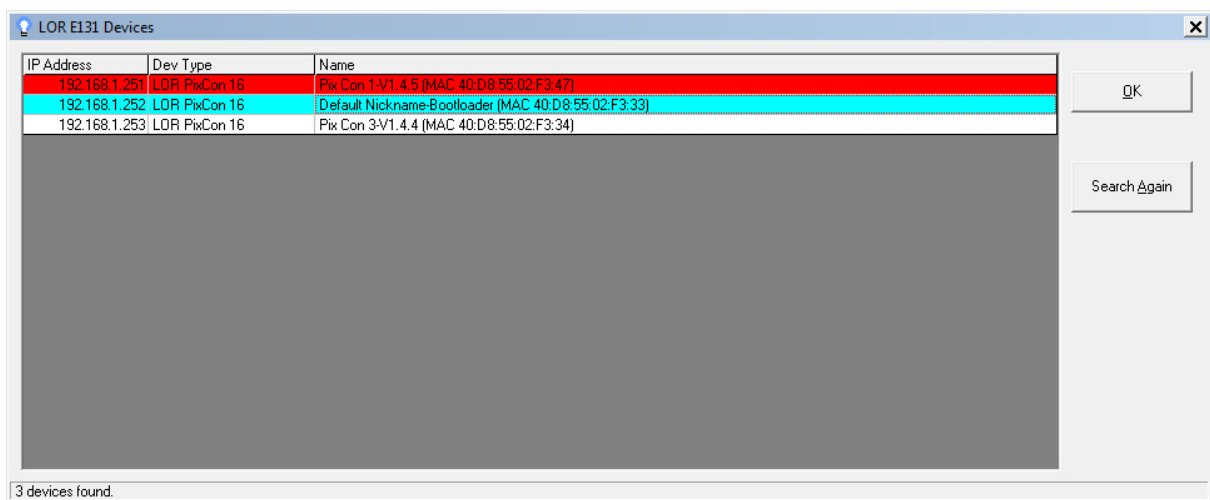 LOR E131 Devices
IP Address Dev Type Name
192.168.1.251 LOR PixCon 16 Pix Con 1-V1.4.5 (MAC 40:D8:55:02:F3:47)
192.168.1.252 LOR PixCon 16 Default Nickname-Bootloader (MAC 40:D8:55:02:F3:33)
192.168.1.253 LOR PixCon 16 Pix Con 3-V1.4.4 (MAC 40:D8:55:02:F3:34)
OK
Search Again
3 devices found.